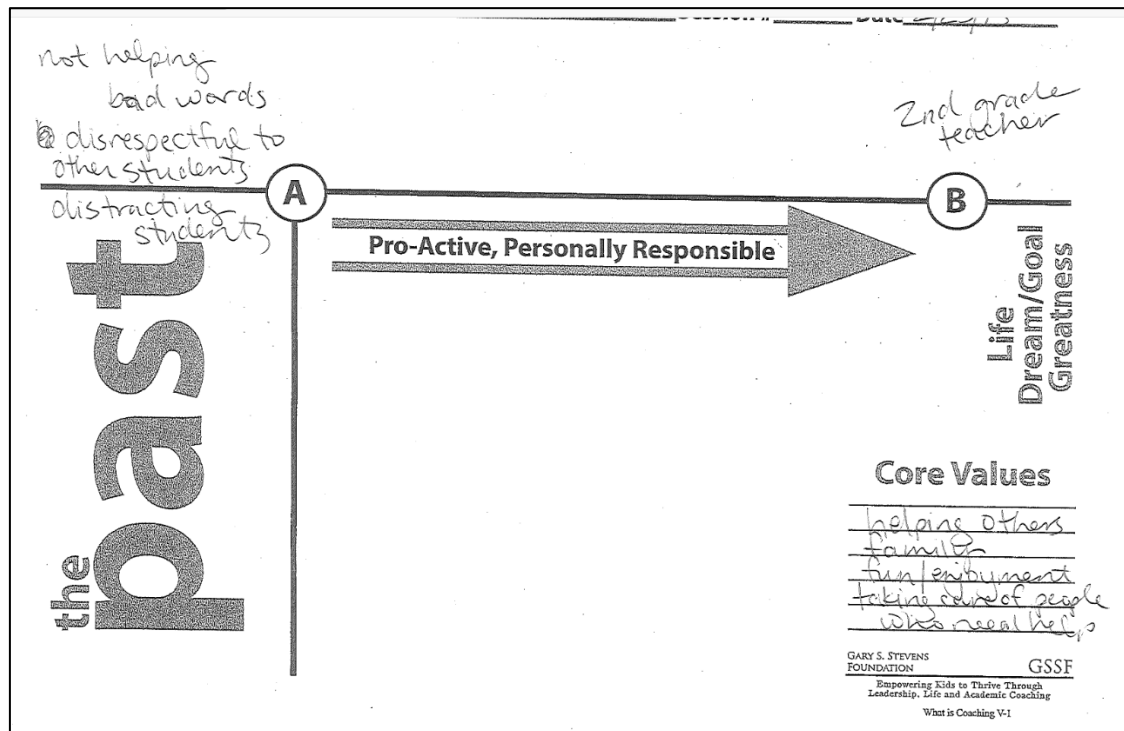 Session # Date
not helping
bad words
disrespectful to
other students
distracting
students
2nd grade
teacher
A
B
Pro-Active, Personally Responsible
the past
Life
Dream/Goal
Greatness
Core Values
helping others
family
fun/enjoyment
taking care of people
who need help
GARY S. STEVENS
FOUNDATION
GSSF
Empowering Kids to Thrive Through
Leadership, Life and Academic Coaching
What is Coaching V-1